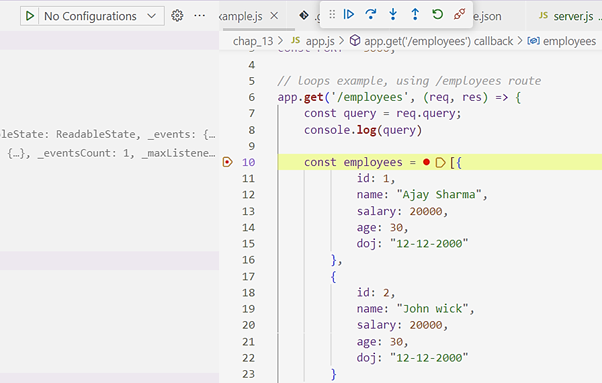 No Configurations
xample.js
.g
e.json
JS server.js
chap_13 > JS app.js > app.get('/employees') callback > employees
4
5 // loops example, using /employees route
6 app.get('/employees', (req, res) => {
7 const query = req.query;
8 console.log(query)
9
10 const employees = [{
11 id: 1,
12 name: "Ajay Sharma",
13 salary: 20000,
14 age: 30,
15 doj: "12-12-2000"
16 },
17 {
18 id: 2,
19 name: "John wick",
20 salary: 20000,
21 age: 30,
22 doj: "12-12-2000"
23 }
leState: ReadableState, _events: {…
{…}, _eventsCount: 1, _maxListene…